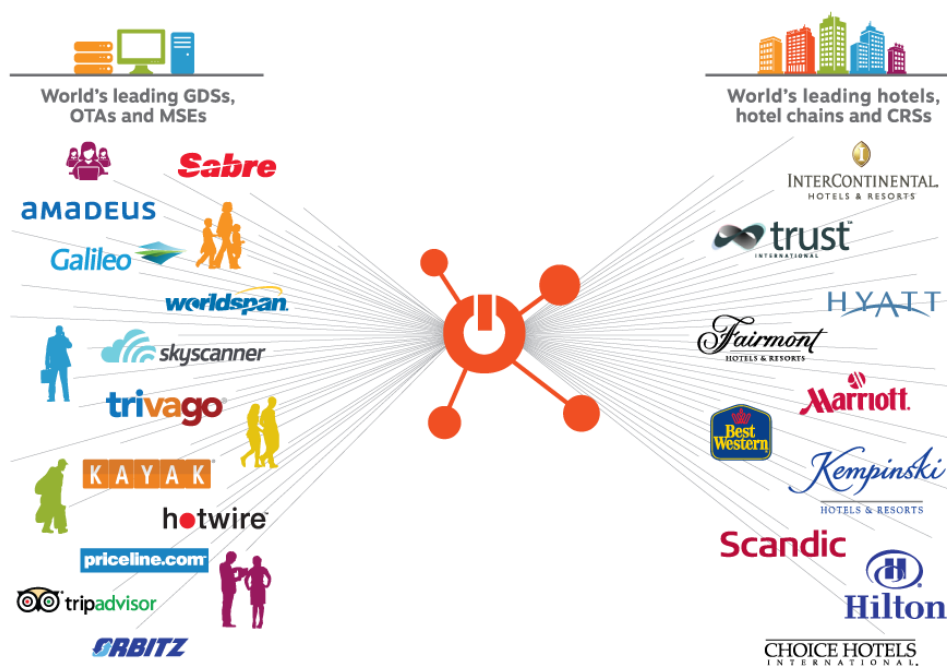 World's leading GDSs,
OTAs and MSEs
Sabre
amadeus
Galileo
worldspan
skyscanner
trivago®
KAYAK®
hotwire™
priceline.com
tripadvisor
ORBITZ
World's leading hotels,
hotel chains and CRSs
I
INTERCONTINENTAL
HOTELS & RESORTS
trust™
INTERNATIONAL
HYATT
Fairmont
HOTELS & RESORTS
Marriott
Best
Western
Kempinski
HOTELS & RESORTS
Scandic
H
Hilton
CHOICE HOTELS
INTERNATIONAL